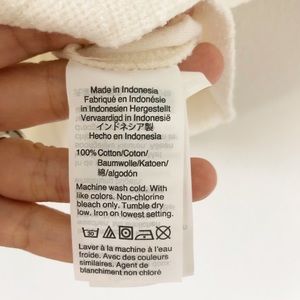 Made in Indonesia
Fabriqué en Indonésie
in Indonesien Hergestellt
Vervaardigd in Indonesië
インドネシア製
Hecho en Indonesia
100%Cotton/Coton/
Baumwolle/Katoen/
綿/algodón
Machine wash cold. With
like colors. Non-chlorine
bleach only. Tumble dry
low. Iron on lowest setting.
30
Laver à la machine à l'eau
froide. Avec des couleurs
similaires. Agent de
blanchiment non chloré